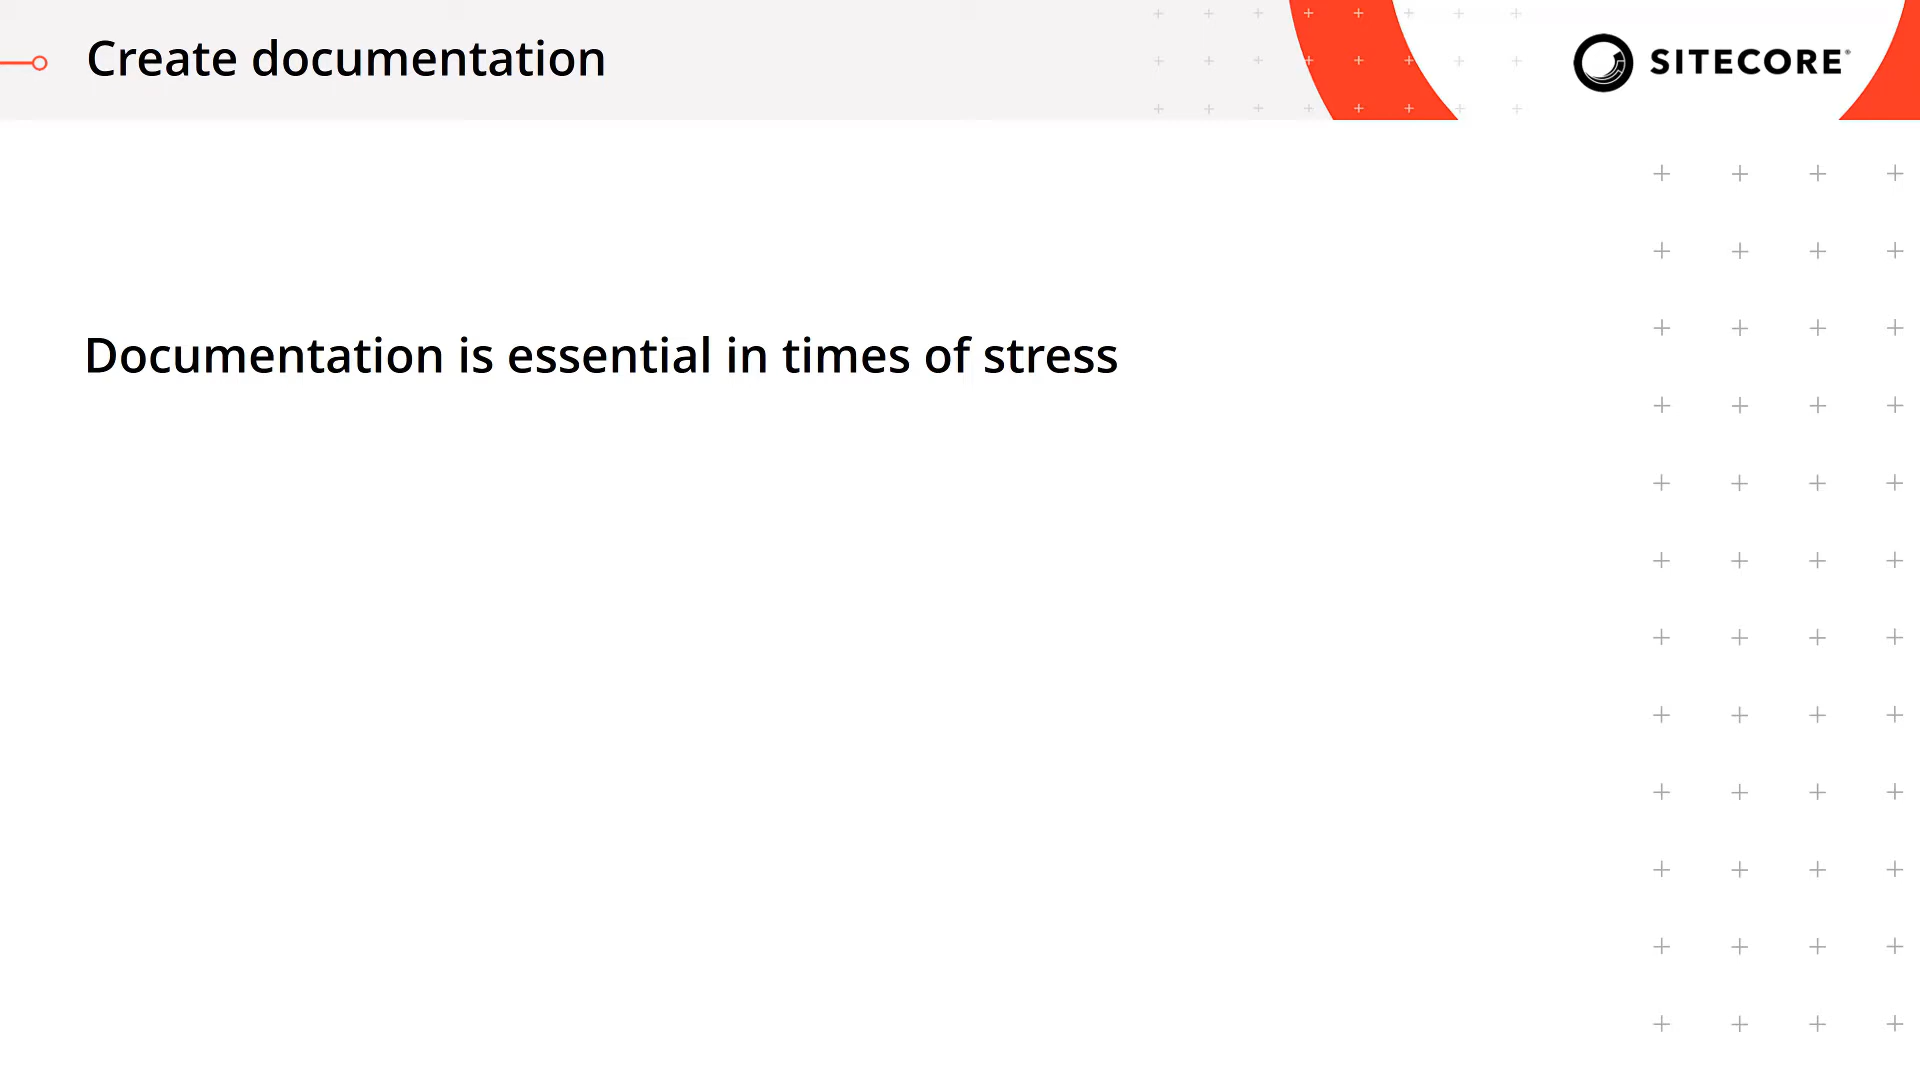 Create documentation
SITECORE
Documentation is essential in times of stress